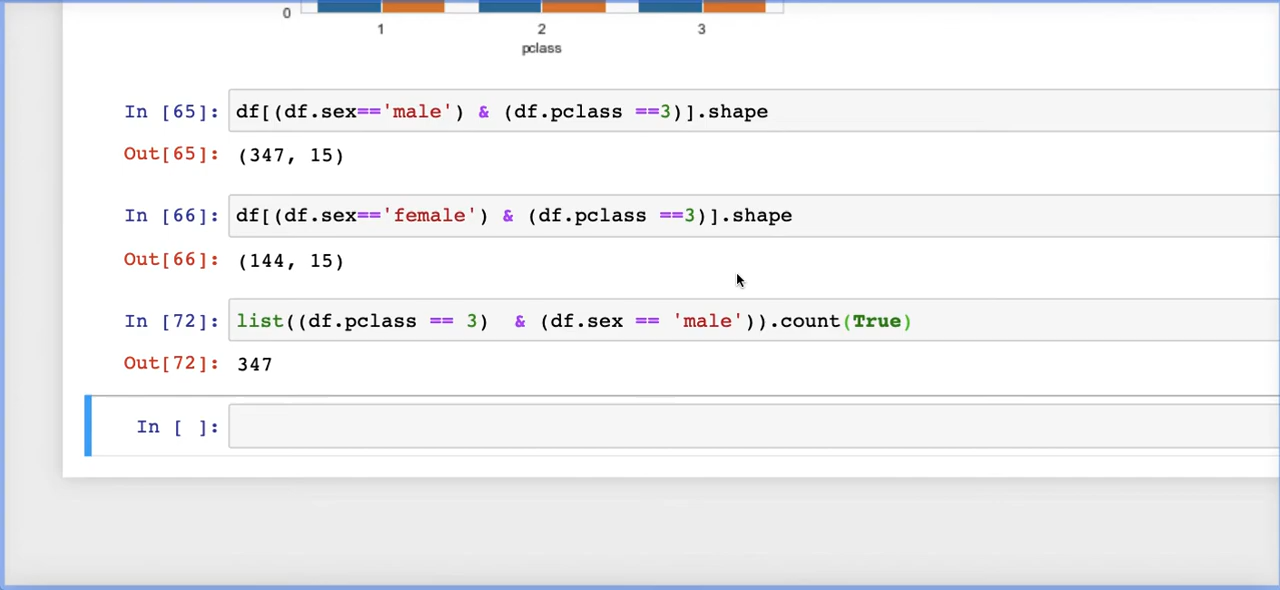 0
1 2 3
pclass
In [65]: df[(df.sex=='male') & (df.pclass ==3)].shape
Out[65]: (347, 15)
In [66]: df[(df.sex=='female') & (df.pclass ==3)].shape
Out[66]: (144, 15)
In [72]: list((df.pclass == 3)  & (df.sex == 'male')).count(True)
Out[72]: 347
In [ ]: